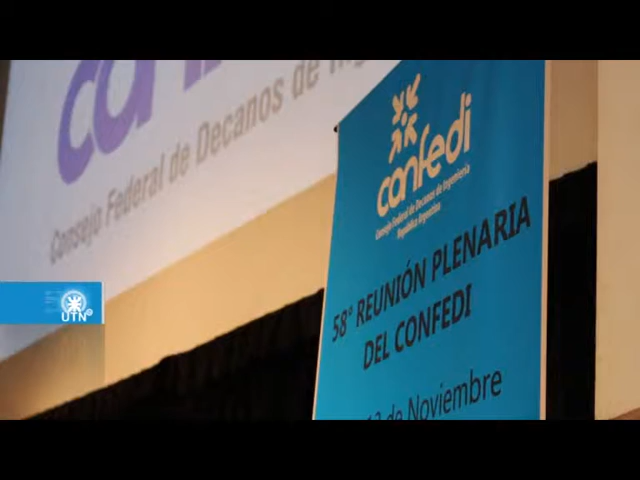 Consejo Federal de Decanos de
confedi
Consejo Federal de Decanos de Ingeniería
República Argentina
58º REUNIÓN PLENARIA
DEL CONFEDI
de Noviembre
UTN